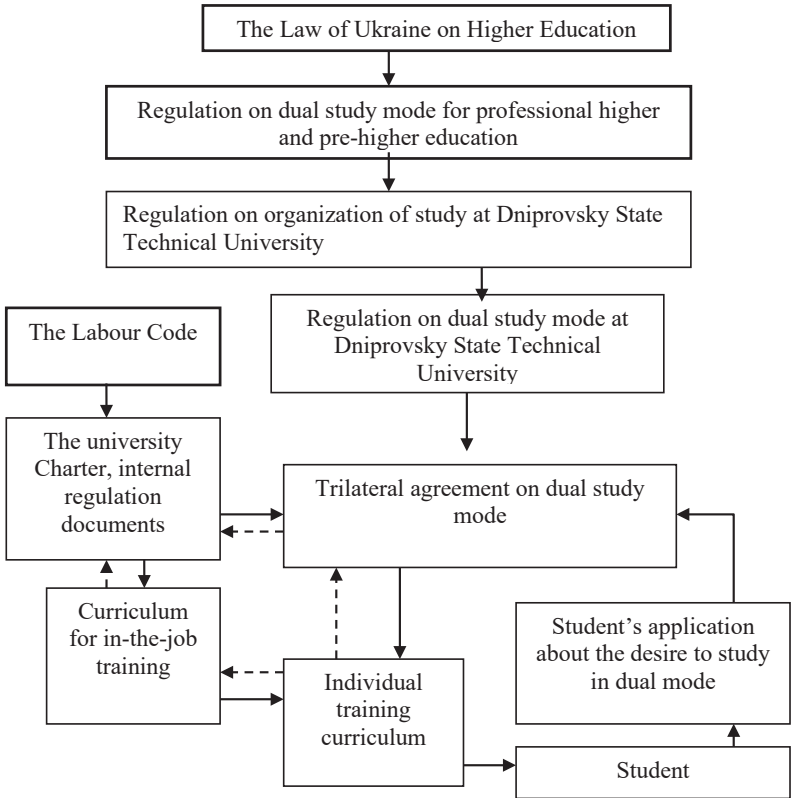 The Law of Ukraine on Higher Education
Regulation on dual study mode for professional higher
and pre-higher education
Regulation on organization of study at Dniprovsky State
Technical University
Regulation on dual study mode at
Dniprovsky State Technical
University
The Labour Code
The university
Charter, internal
regulation
documents
Trilateral agreement on dual study
mode
Curriculum
for in-the-job
training
Student’s application
about the desire to study
in dual mode
Individual
training
curriculum
Student